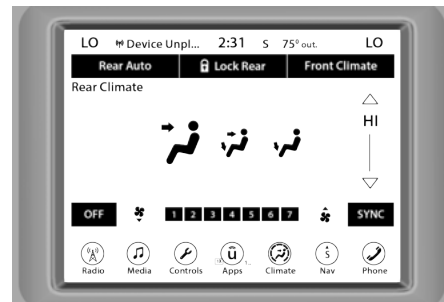 LO Device Unpl... 2:31 S 75° out. LO
Rear Auto Lock Rear Front Climate
Rear Climate
HI
OFF 1 2 3 4 5 6 7 SYNC
Radio Media Controls Apps Climate Nav Phone